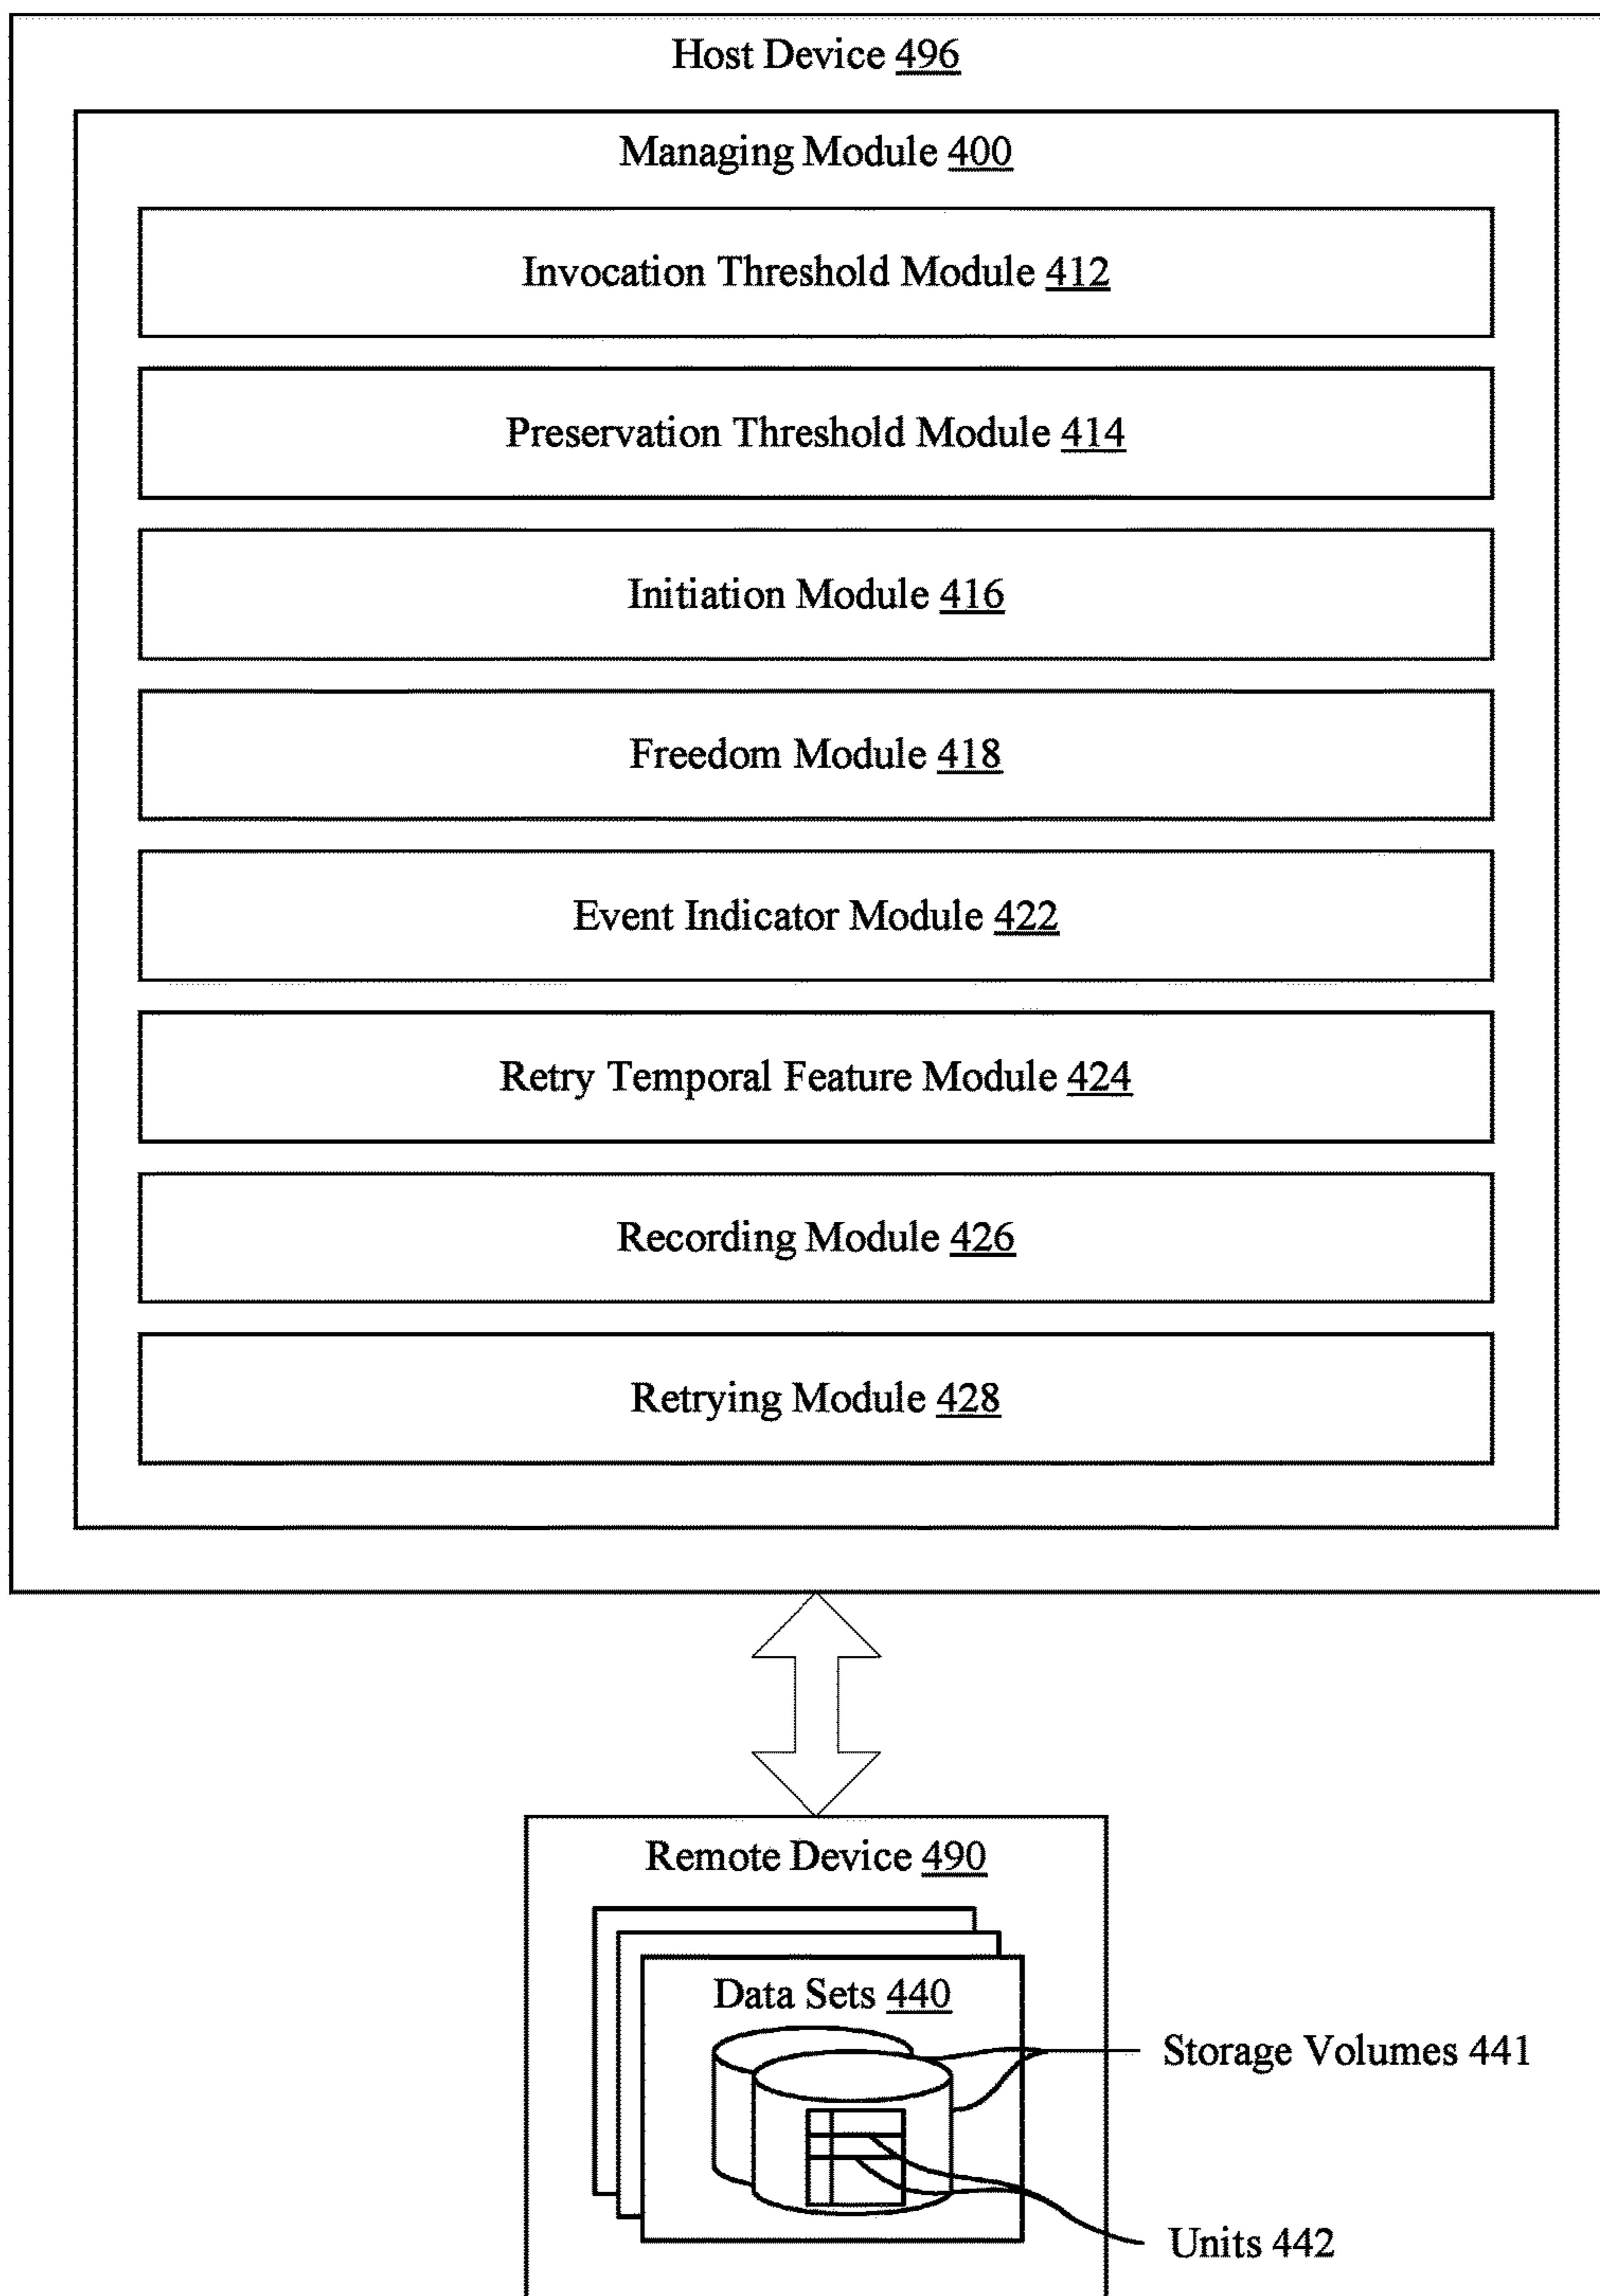 Host Device 496
Managing Module 400
Invocation Threshold Module 412
Preservation Threshold Module 414
Initiation Module 416
Freedom Module 418
Event Indicator Module 422
Retry Temporal Feature Module 424
Recording Module 426
Retrying Module 428
Remote Device 490
Data Sets 440
Storage Volumes 441
Units 442